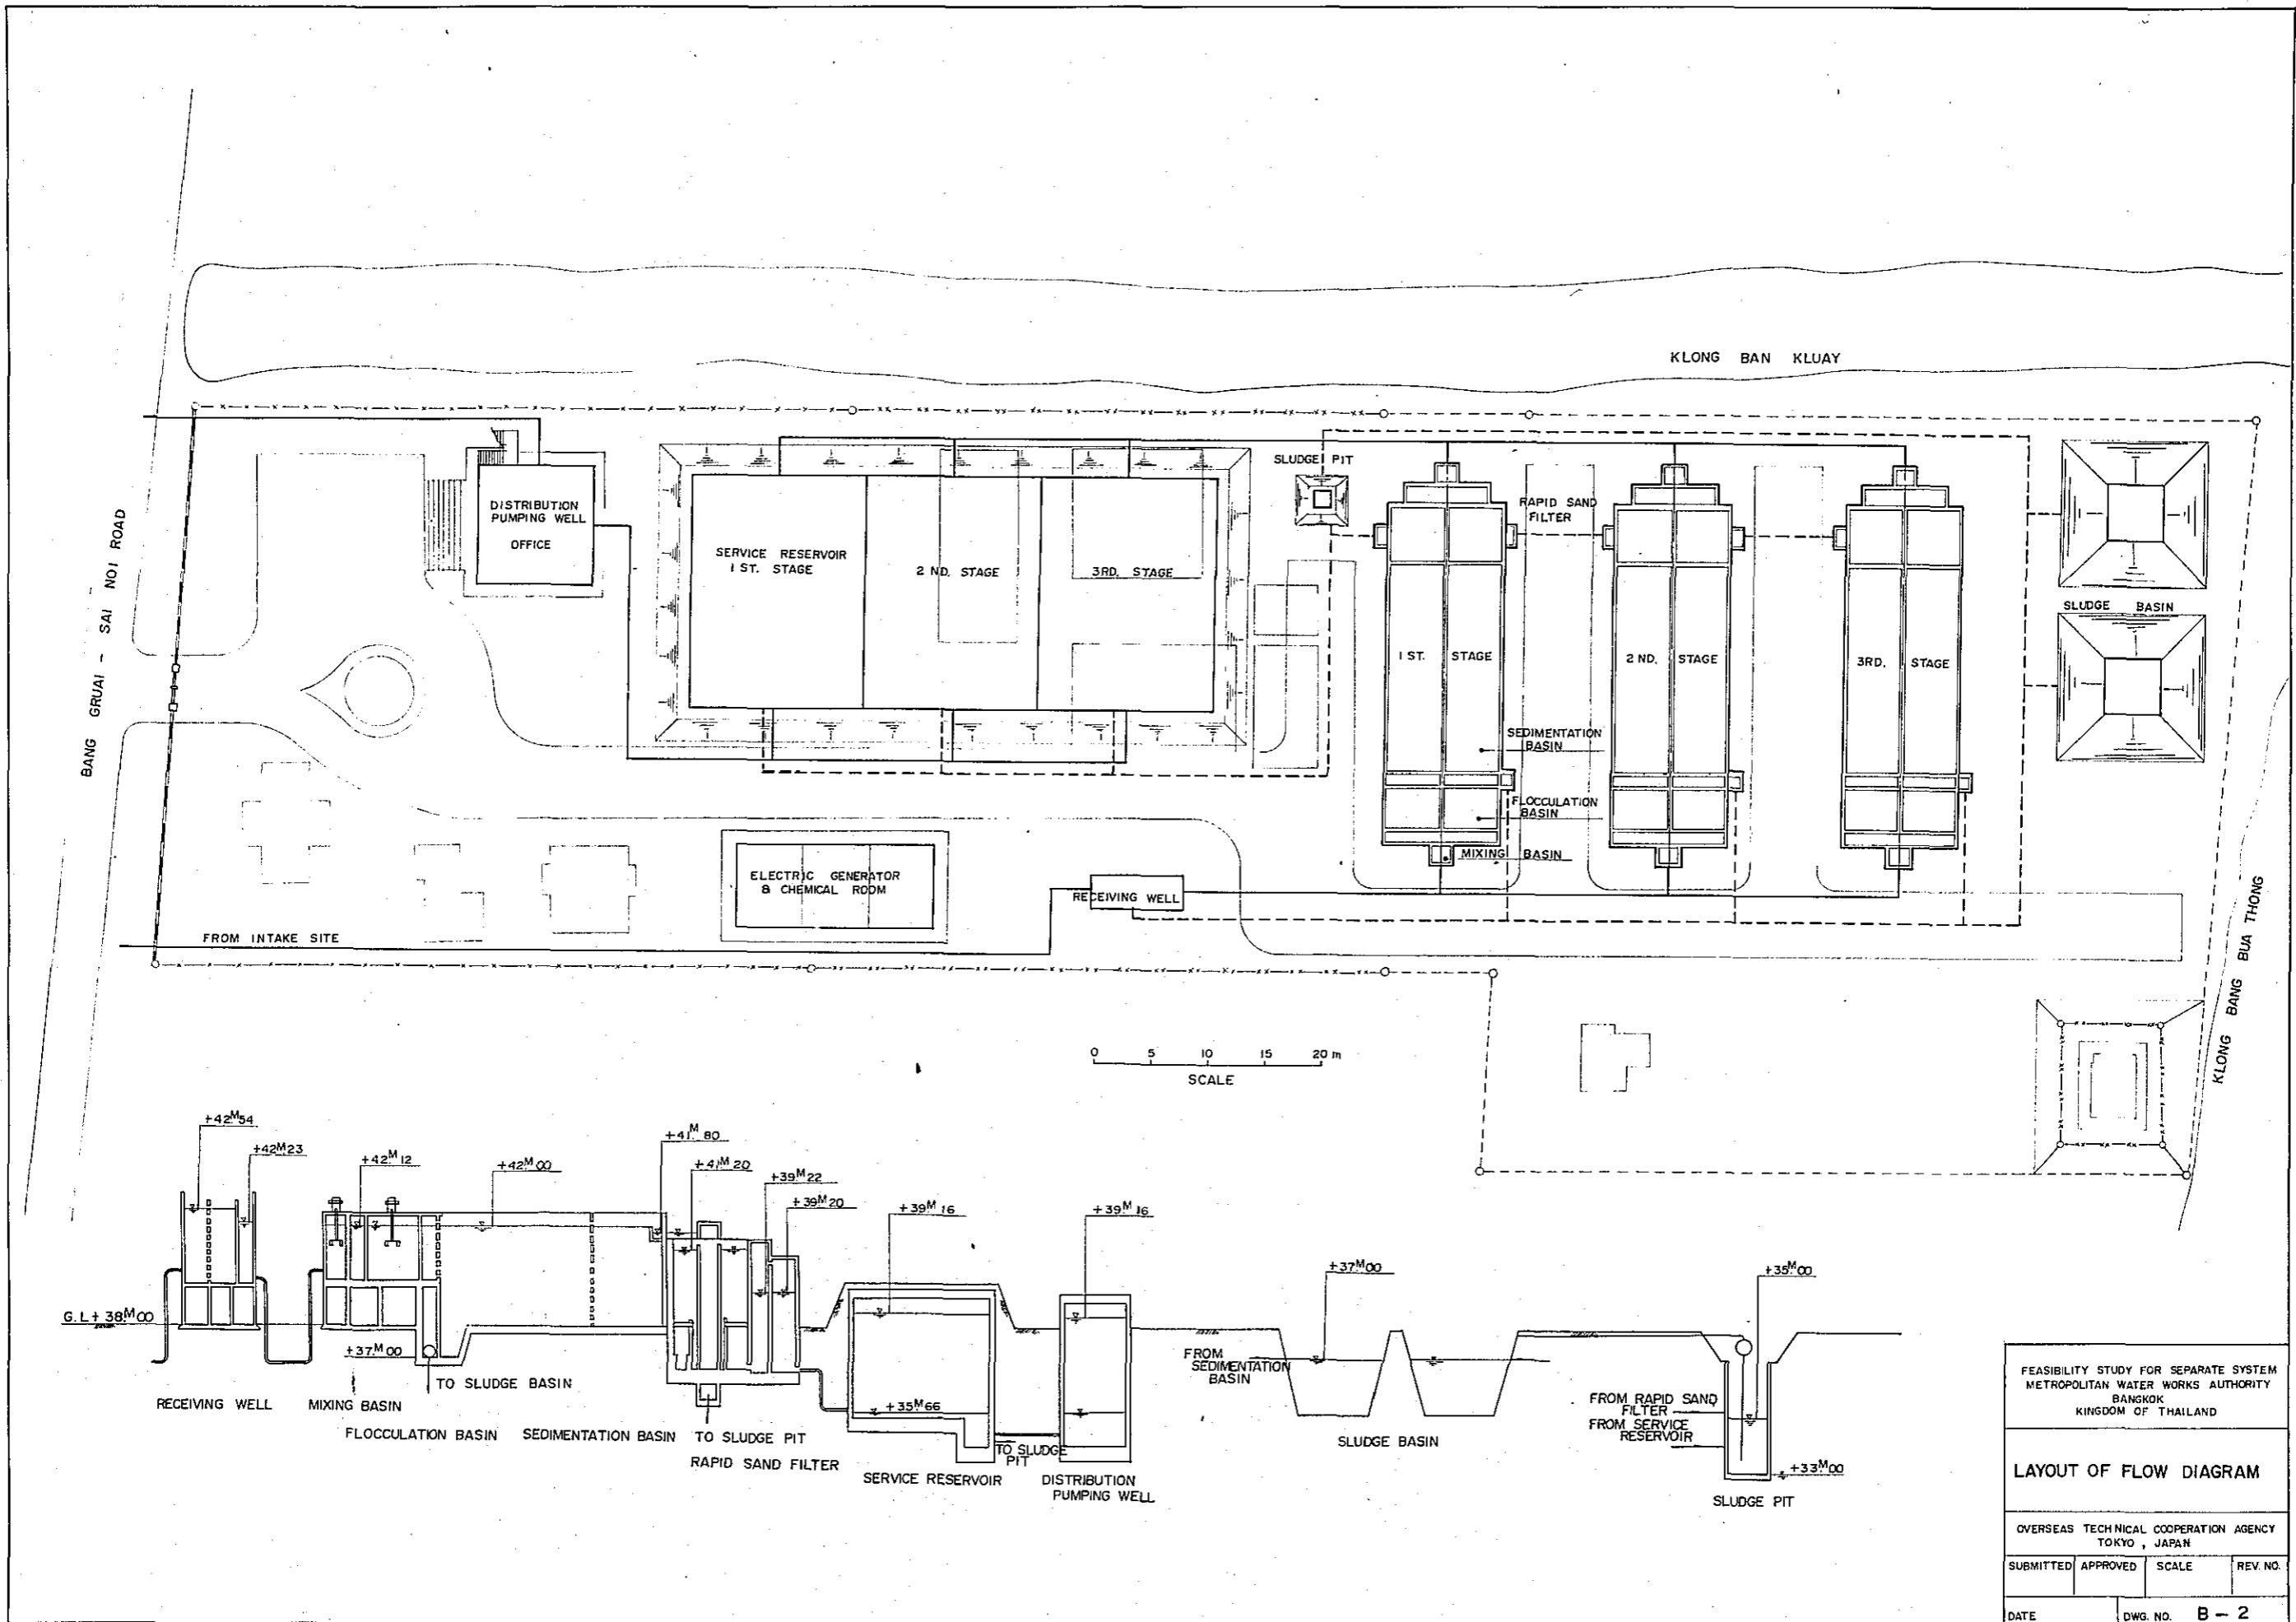 KLONG BAN KLUAY
BANG GRUAI - SAI NOI ROAD
DISTRIBUTION
PUMPING WELL
OFFICE
SERVICE RESERVOIR
1 ST. STAGE
2 ND. STAGE
3RD. STAGE
SLUDGE PIT
RAPID SAND
FILTER
1 ST. STAGE
2 ND. STAGE
3RD. STAGE
SLUDGE BASIN
SEDIMENTATION
BASIN
FLOCCULATION
BASIN
MIXING BASIN
ELECTRIC GENERATOR
& CHEMICAL ROOM
RECEIVING WELL
FROM INTAKE SITE
KLONG BANG BUA THONG
0 5 10 15 20 m
SCALE
+42M54
+42M23
+42M12
+42M00
+41M80
+41M20
+39M22
+39M20
+39M16
+39M16
+37M00
+35M00
G.L+38M00
+37M00
+35M66
+33M00
TO SLUDGE BASIN
RECEIVING WELL
MIXING BASIN
FLOCCULATION BASIN
SEDIMENTATION BASIN
TO SLUDGE PIT
RAPID SAND FILTER
SERVICE RESERVOIR
TO SLUDGE
PIT
DISTRIBUTION
PUMPING WELL
FROM
SEDIMENTATION
BASIN
SLUDGE BASIN
FROM RAPID SAND
FILTER
FROM SERVICE
RESERVOIR
SLUDGE PIT
FEASIBILITY STUDY FOR SEPARATE SYSTEM
METROPOLITAN WATER WORKS AUTHORITY
BANGKOK
KINGDOM OF THAILAND
LAYOUT OF FLOW DIAGRAM
OVERSEAS TECHNICAL COOPERATION AGENCY
TOKYO , JAPAN
SUBMITTED APPROVED SCALE REV. NO.
DATE DWG. NO. B - 2